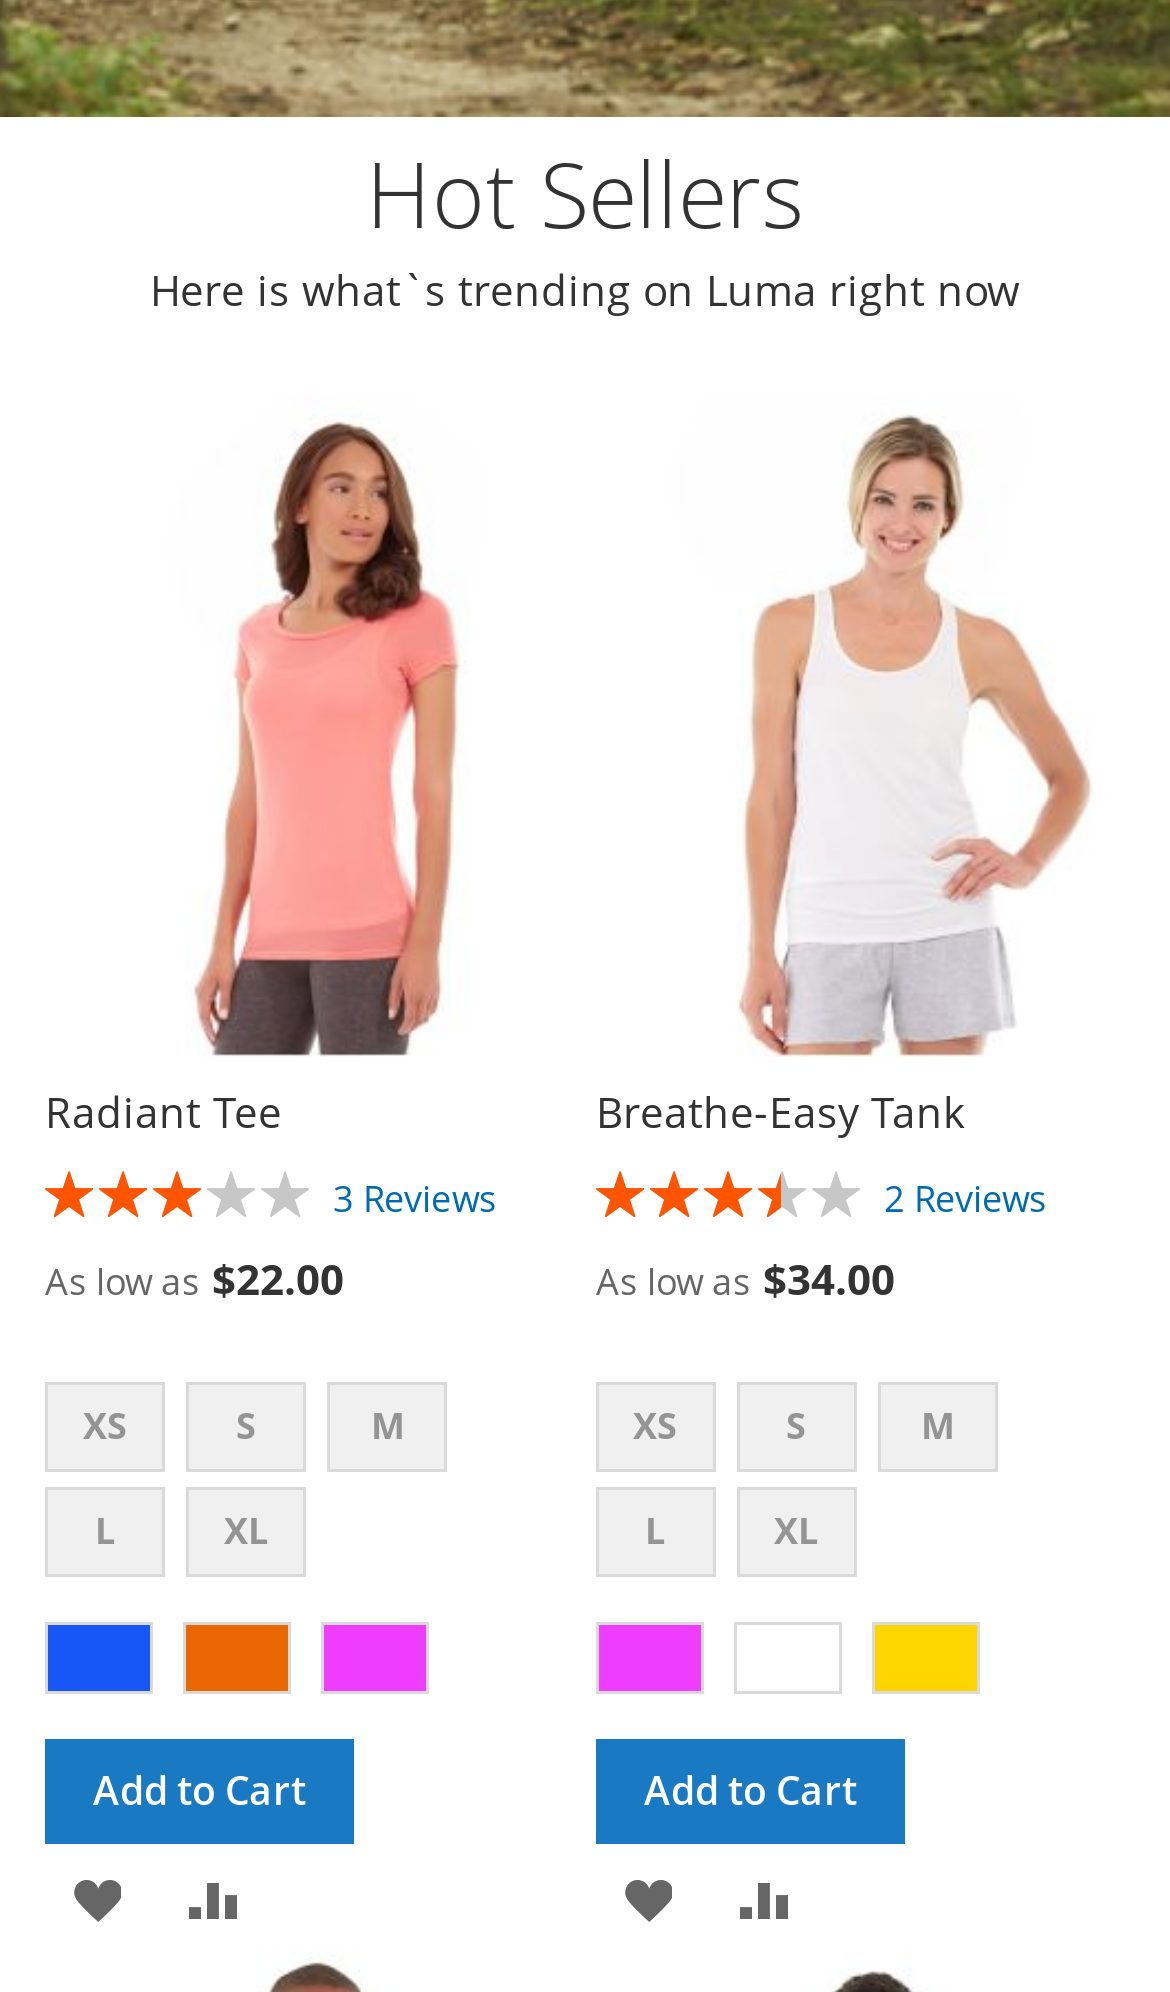 Hot Sellers
Here is what`s trending on Luma right now
Radiant Tee
3 Reviews
As low as $22.00
XS S M
L XL
Add to Cart
Breathe-Easy Tank
2 Reviews
As low as $34.00
XS S M
L XL
Add to Cart